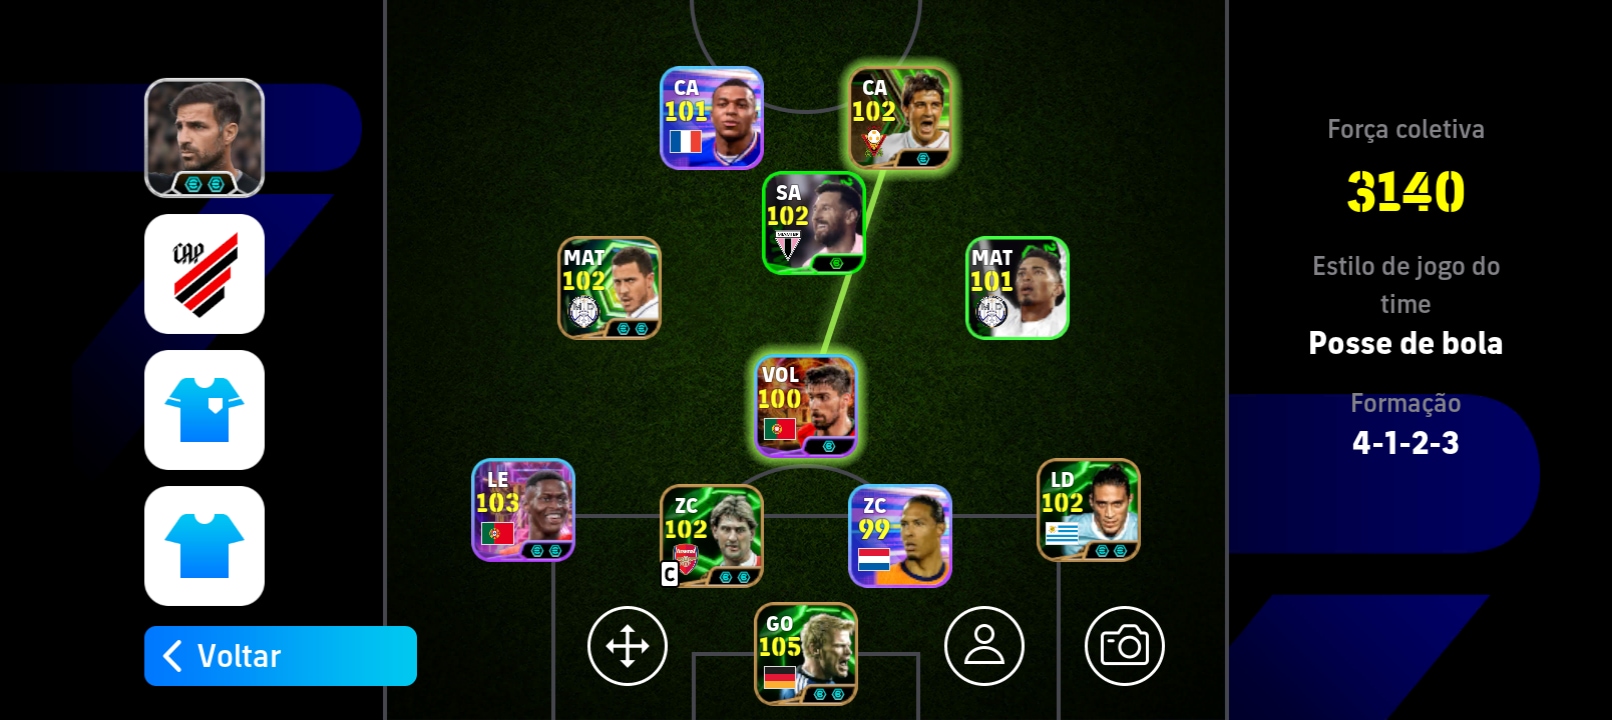 CA
101
CA
102
SA
102
MAT
102
MAT
101
VOL
100
LE
103
ZC
102
Arsenal
C
ZC
99
LD
102
GO
105
CAP
Voltar
Força coletiva
3140
Estilo de jogo do
time
Posse de bola
Formação
4-1-2-3